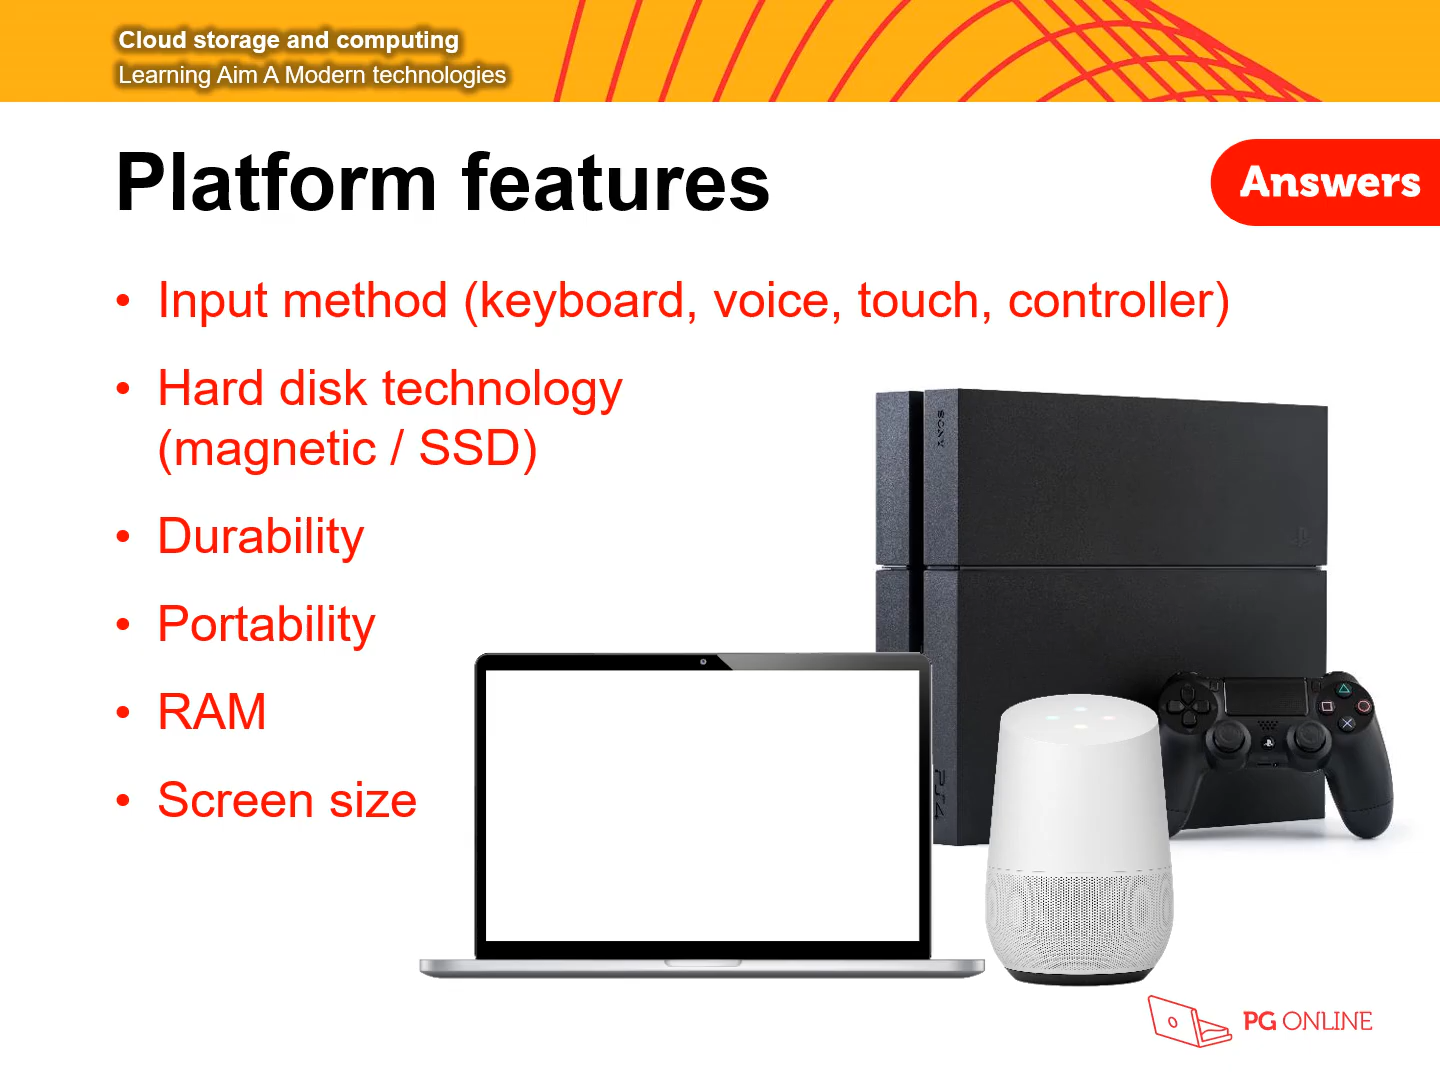 Cloud storage and computing
Learning Aim A Modern technologies
Platform features
Answers
• Input method (keyboard, voice, touch, controller)
• Hard disk technology
(magnetic / SSD)
• Durability
• Portability
• RAM
• Screen size
SONY
PS4
PG ONLINE